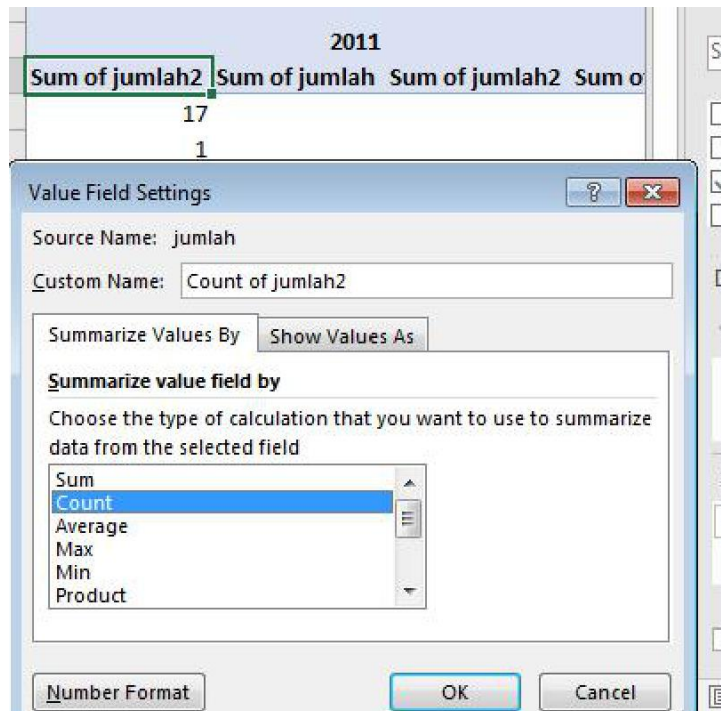 2011
Sum of jumlah2 Sum of jumlah Sum of jumlah2 Sum o
17
1
Value Field Settings
Source Name: jumlah
Custom Name: Count of jumlah2
Summarize Values By Show Values As
Summarize value field by
Choose the type of calculation that you want to use to summarize
data from the selected field
Sum
Count
Average
Max
Min
Product
Number Format OK Cancel